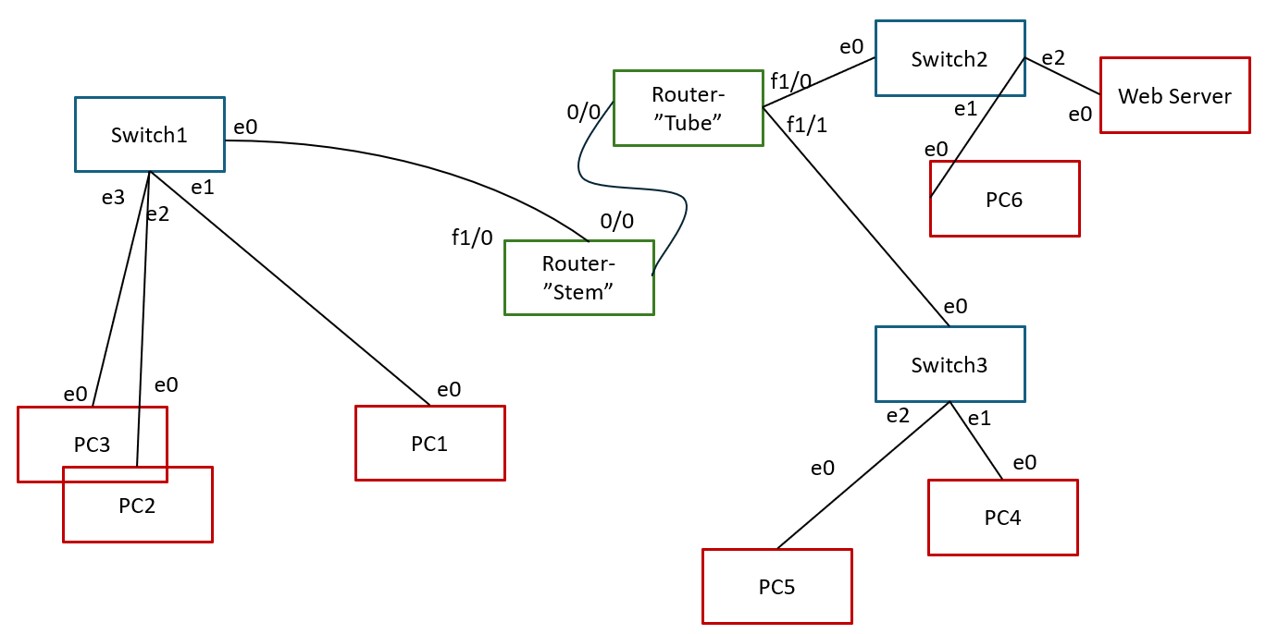 Switch2
e0
e2
f1/0
Router-
”Tube”
Web Server
0/0
e1
e0
f1/1
Switch1
e0
e0
PC6
e3
e2
e1
0/0
f1/0
Router-
”Stem”
e0
Switch3
e0
e0
e0
e2
e1
PC3
PC1
e0
e0
PC2
PC4
PC5